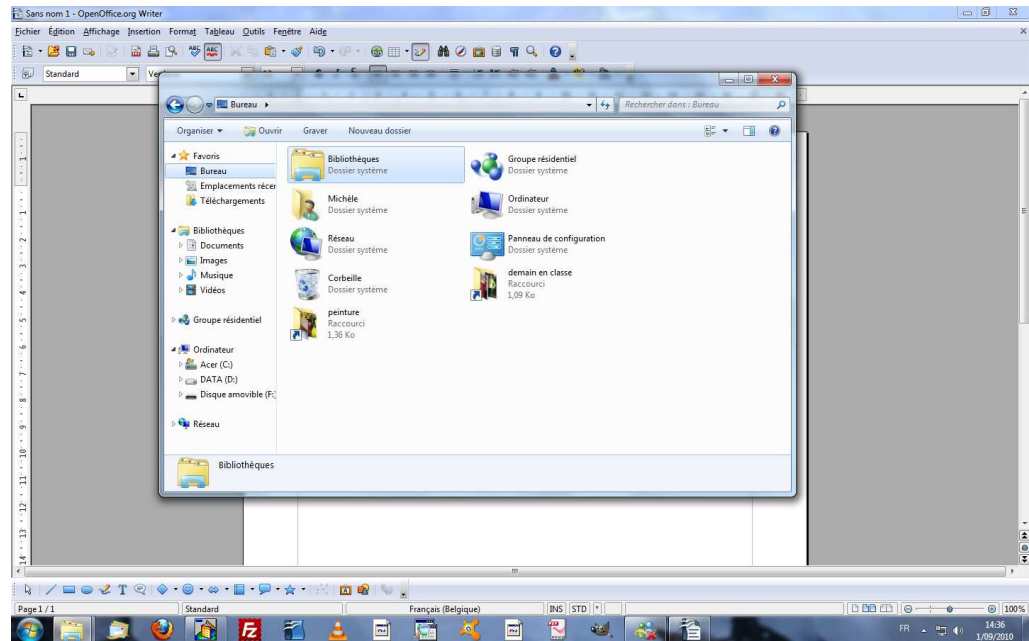 Sans nom 1 - OpenOffice.org Writer
Fichier Édition Affichage Insertion Format Tableau Outils Fenêtre Aide
Standard
Bureau
Rechercher dans : Bureau
Organiser Ouvrir Graver Nouveau dossier
Favoris
Bureau
Emplacements récer
Téléchargements
Bibliothèques
Documents
Images
Musique
Vidéos
Groupe résidentiel
Ordinateur
Acer (C:)
DATA (D:)
Disque amovible (F:)
Réseau
Bibliothèques
Dossier système
Groupe résidentiel
Dossier système
Michèle
Dossier système
Ordinateur
Dossier système
Réseau
Dossier système
Panneau de configuration
Dossier système
Corbeille
Dossier système
demain en classe
Raccourci
1,09 Ko
peinture
Raccourci
1,36 Ko
Bibliothèques
Page 1 / 1 Standard Français (Belgique) INS STD * 100%
FR 14:36
1/09/2010